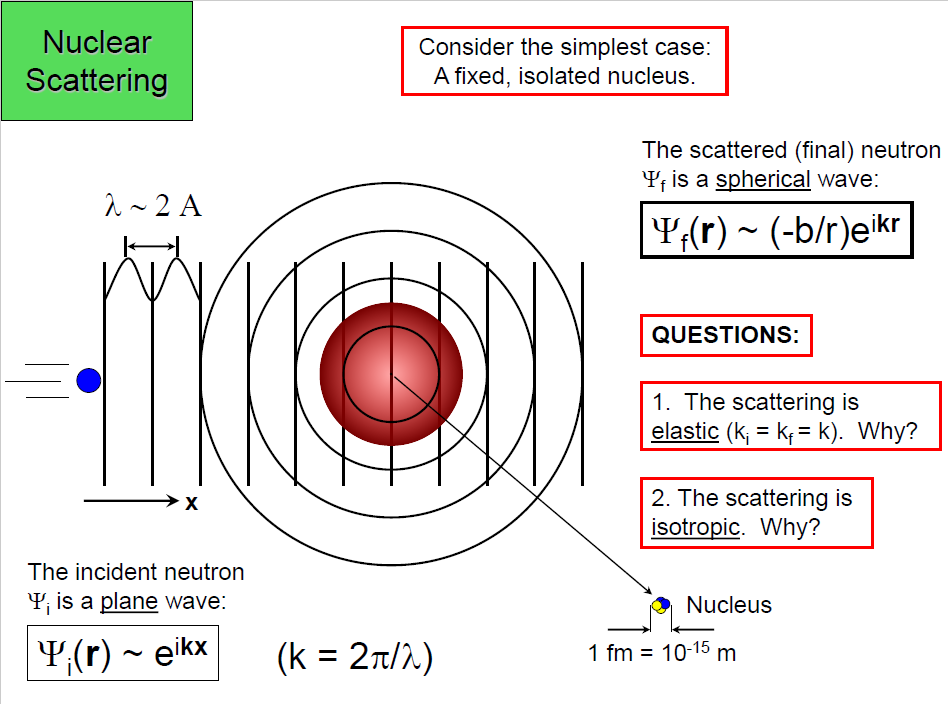 Nuclear
Scattering
Consider the simplest case:
A fixed, isolated nucleus.
The scattered (final) neutron
Ψf is a spherical wave:
Ψf(r) ~ (-b/r)e^ikr
λ ~ 2 A
QUESTIONS:
1. The scattering is
elastic (ki = kf = k). Why?
2. The scattering is
isotropic. Why?
x
The incident neutron
Ψi is a plane wave:
Ψi(r) ~ e^ikx
(k = 2π/λ)
Nucleus
1 fm = 10^-15 m